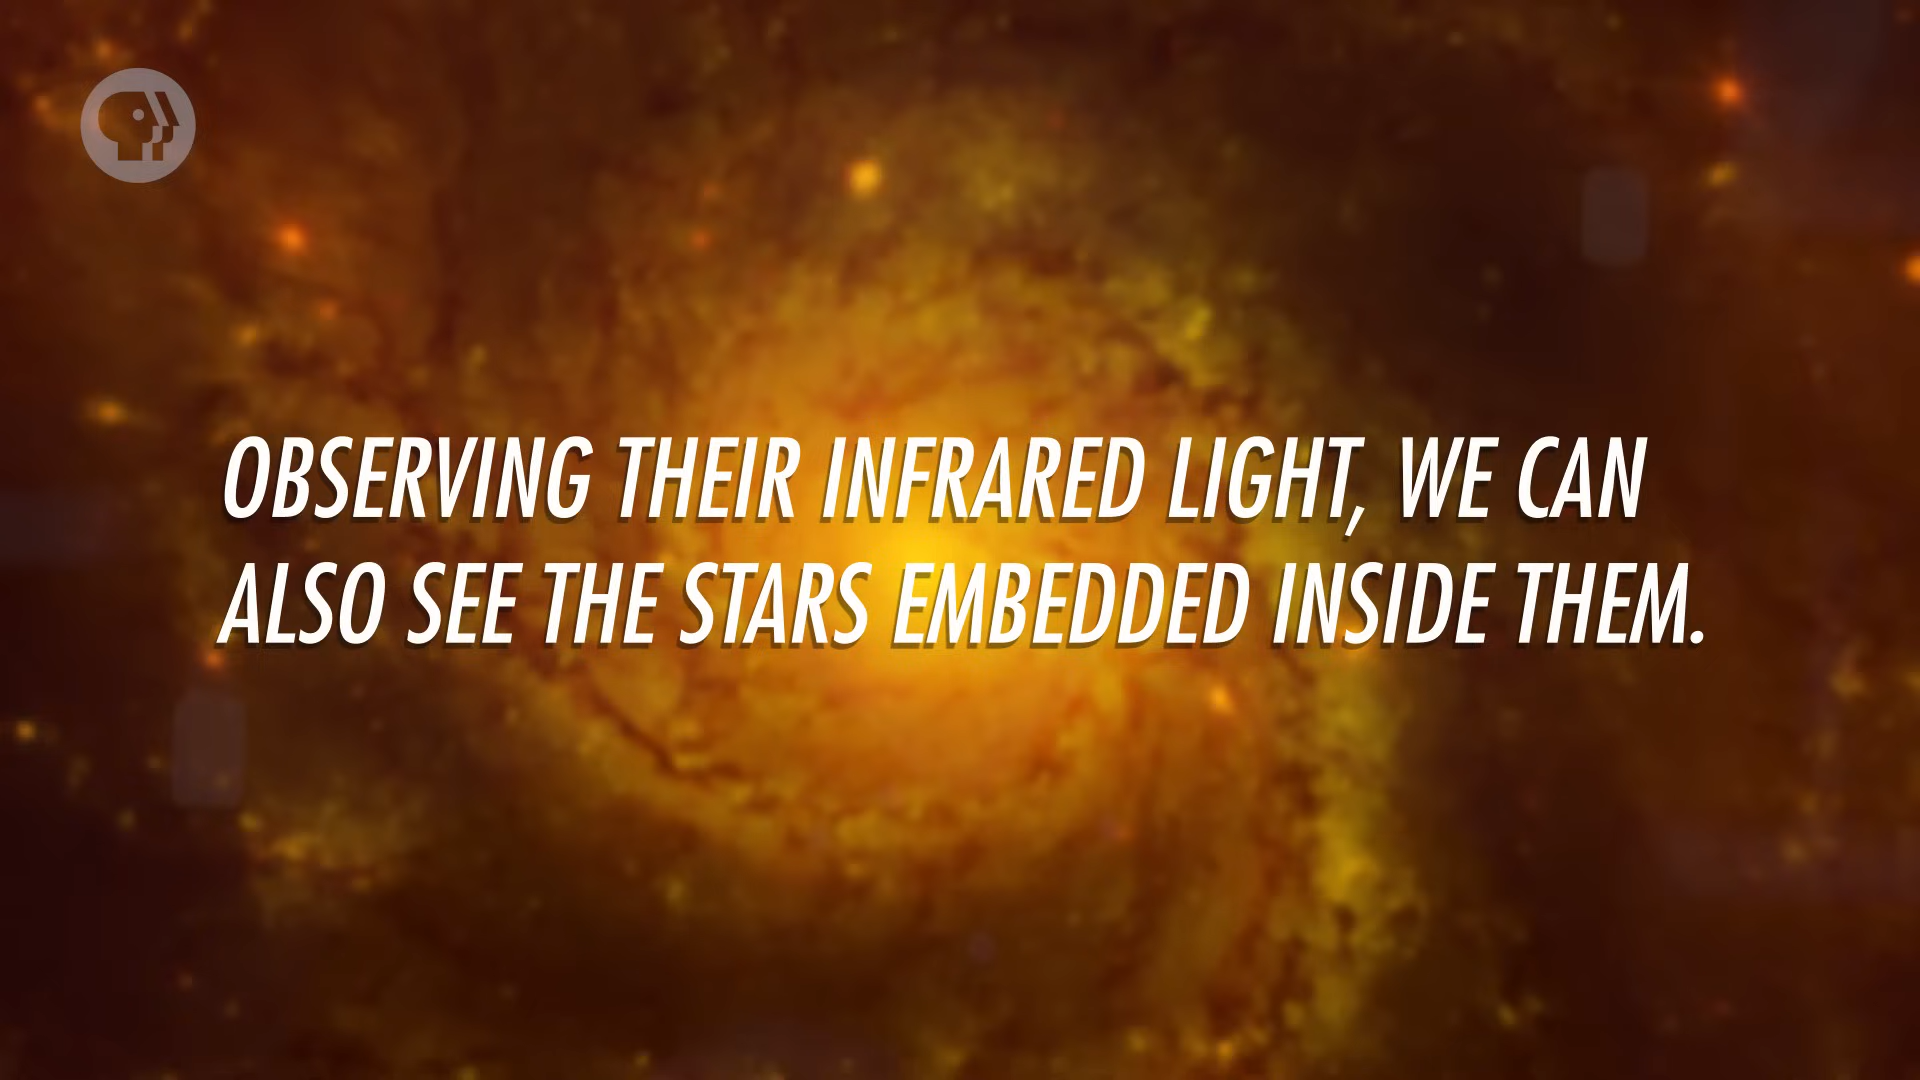 OBSERVING THEIR INFRARED LIGHT, WE CAN
ALSO SEE THE STARS EMBEDDED INSIDE THEM.